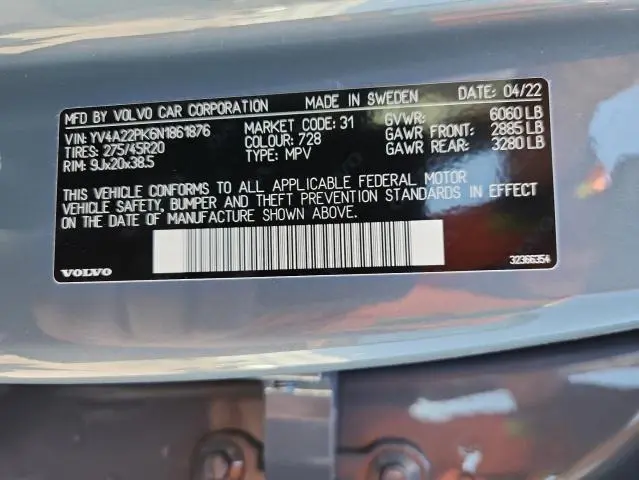 MFD BY VOLVO CAR CORPORATION MADE IN SWEDEN DATE: 04/22
VIN: YV4A22PK6N1861876 MARKET CODE: 31 GVWR: 6060 LB
TIRES: 275/45R20 COLOUR: 728 GAWR FRONT: 2885 LB
RIM: 9Jx20x38.5 TYPE: MPV GAWR REAR: 3280 LB
THIS VEHICLE CONFORMS TO ALL APPLICABLE FEDERAL MOTOR
VEHICLE SAFETY, BUMPER AND THEFT PREVENTION STANDARDS IN EFFECT
ON THE DATE OF MANUFACTURE SHOWN ABOVE.
VOLVO 32366354